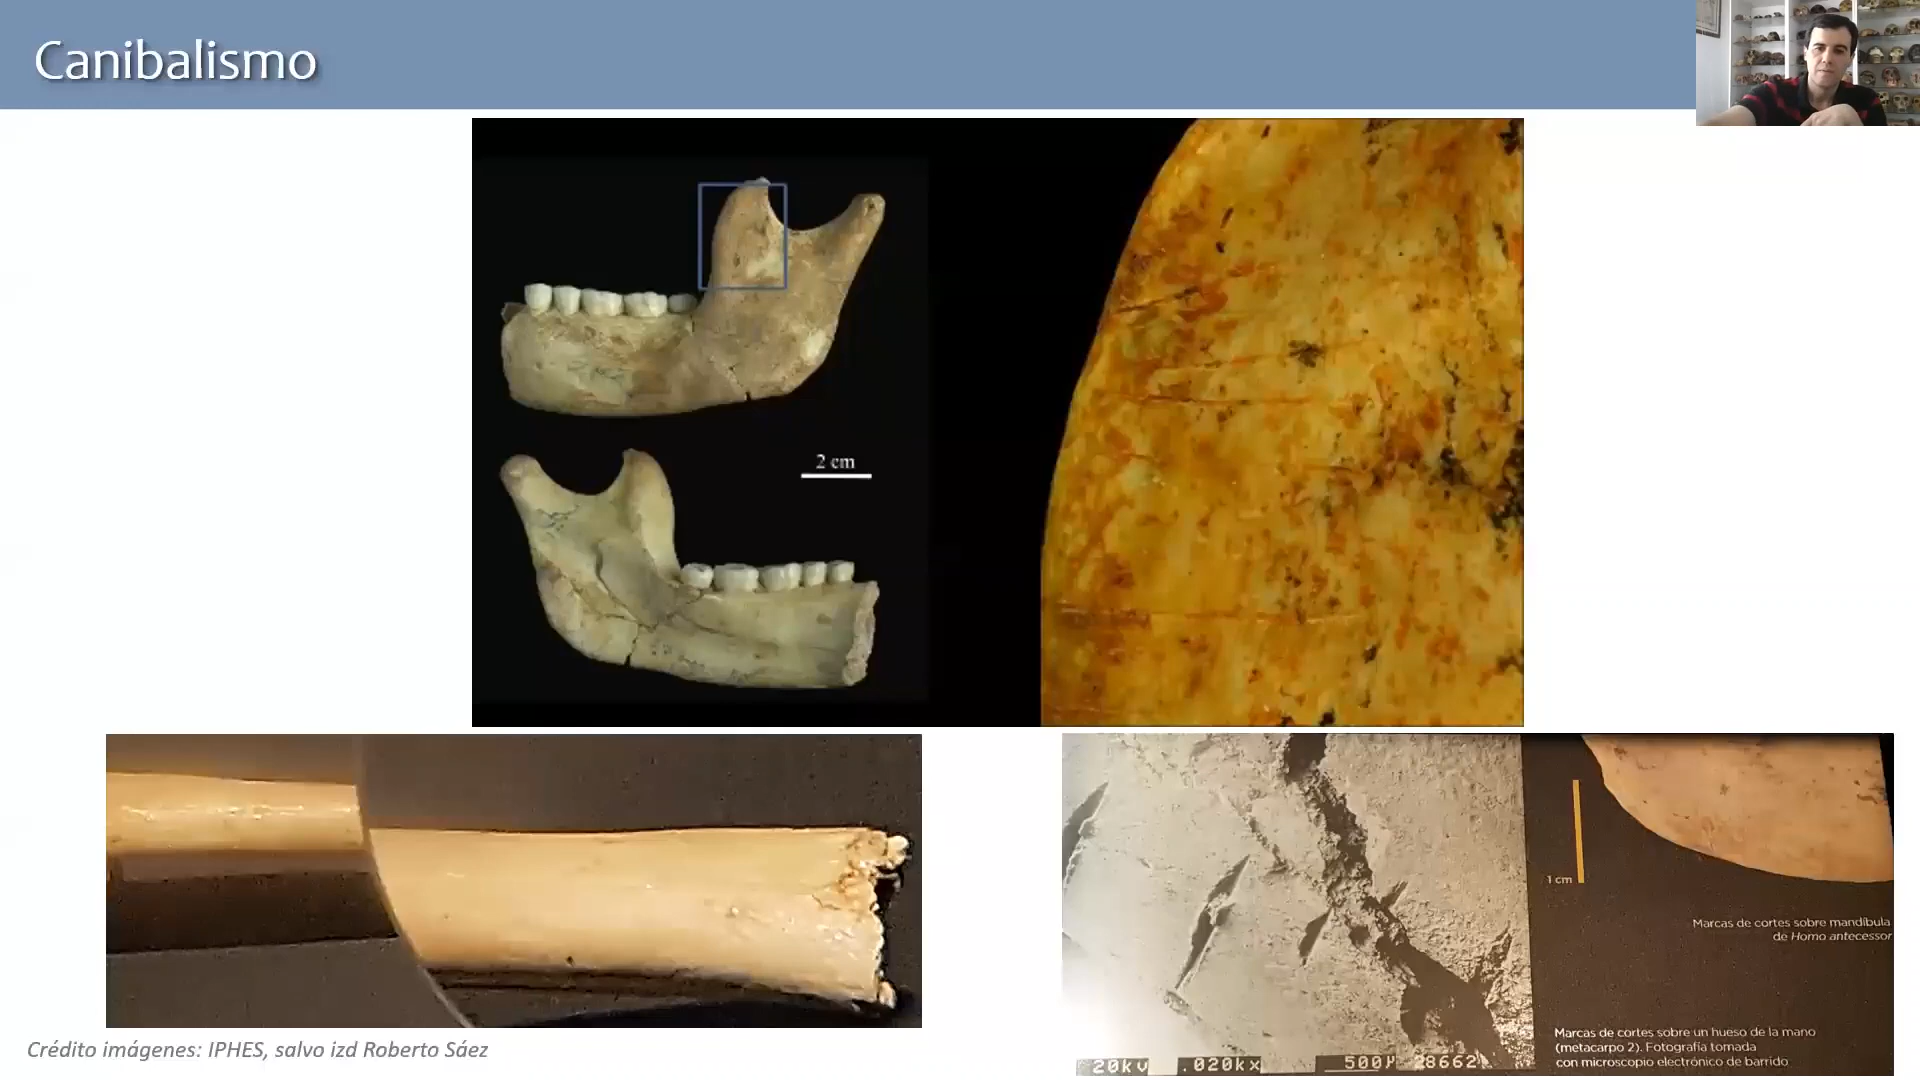 Canibalismo
2 cm
1 cm
Marcas de cortes sobre mandíbula
de Homo antecessor
Marcas de cortes sobre un hueso de la mano
(metacarpo 2). Fotografía tomada
con microscopio electrónico de barrido
20kv .020kx 500µ 28662
Crédito imágenes: IPHES, salvo izd Roberto Sáez